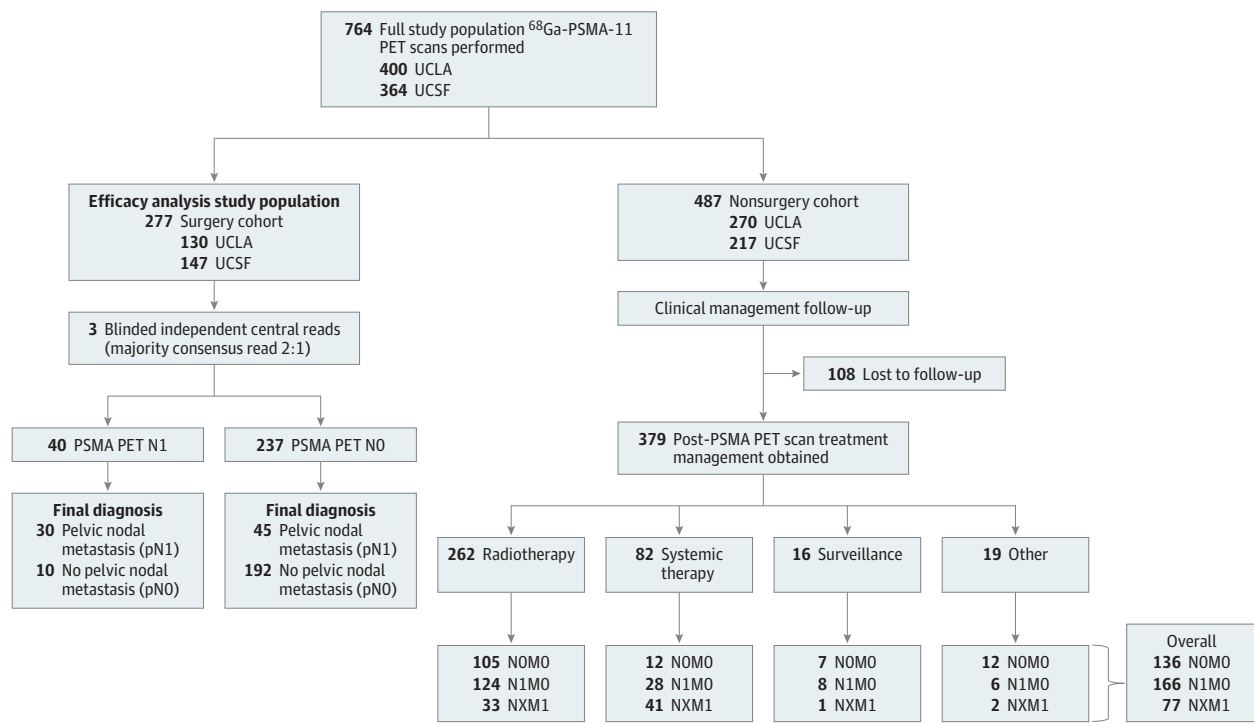 764 Full study population ⁶⁸Ga-PSMA-11
PET scans performed
400 UCLA
364 UCSF
Efficacy analysis study population
277 Surgery cohort
130 UCLA
147 UCSF
487 Nonsurgery cohort
270 UCLA
217 UCSF
3 Blinded independent central reads
(majority consensus read 2:1)
Clinical management follow-up
108 Lost to follow-up
40 PSMA PET N1
237 PSMA PET N0
379 Post-PSMA PET scan treatment
management obtained
Final diagnosis
30 Pelvic nodal
metastasis (pN1)
10 No pelvic nodal
metastasis (pN0)
Final diagnosis
45 Pelvic nodal
metastasis (pN1)
192 No pelvic nodal
metastasis (pN0)
262 Radiotherapy
82 Systemic
therapy
16 Surveillance
19 Other
105 N0M0
124 N1M0
33 NXM1
12 N0M0
28 N1M0
41 NXM1
7 N0M0
8 N1M0
1 NXM1
12 N0M0
6 N1M0
2 NXM1
Overall
136 N0M0
166 N1M0
77 NXM1